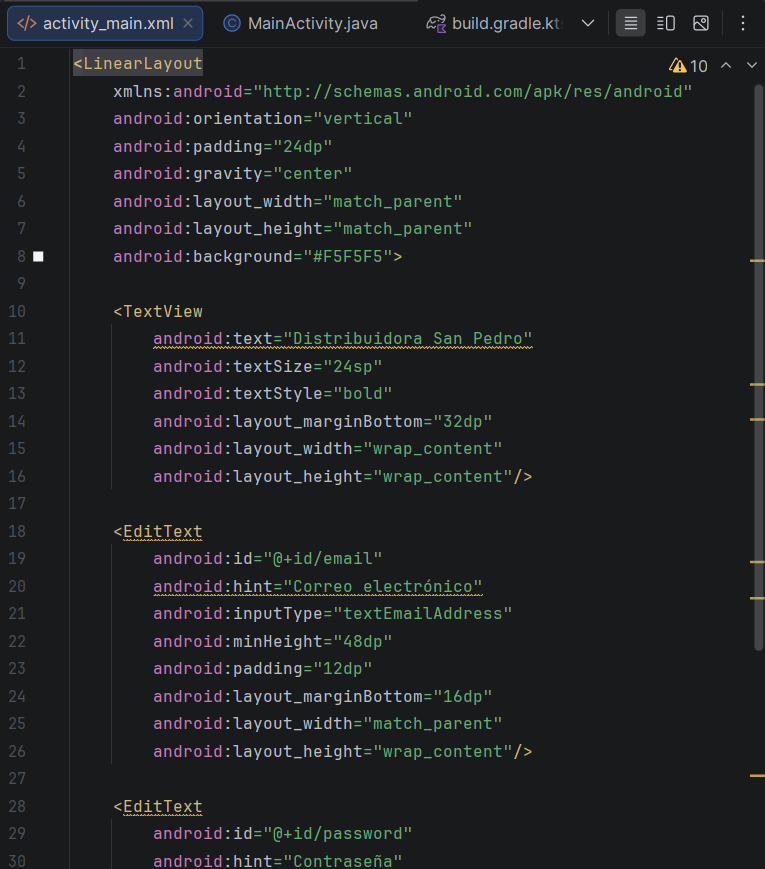 </> activity_main.xml × MainActivity.java build.gradle.kt
10
1 <LinearLayout
2 xmlns:android="http://schemas.android.com/apk/res/android"
3 android:orientation="vertical"
4 android:padding="24dp"
5 android:gravity="center"
6 android:layout_width="match_parent"
7 android:layout_height="match_parent"
8 android:background="#F5F5F5">
9
10 <TextView
11 android:text="Distribuidora San Pedro"
12 android:textSize="24sp"
13 android:textStyle="bold"
14 android:layout_marginBottom="32dp"
15 android:layout_width="wrap_content"
16 android:layout_height="wrap_content"/>
17
18 <EditText
19 android:id="@+id/email"
20 android:hint="Correo electrónico"
21 android:inputType="textEmailAddress"
22 android:minHeight="48dp"
23 android:padding="12dp"
24 android:layout_marginBottom="16dp"
25 android:layout_width="match_parent"
26 android:layout_height="wrap_content"/>
27
28 <EditText
29 android:id="@+id/password"
30 android:hint="Contraseña"